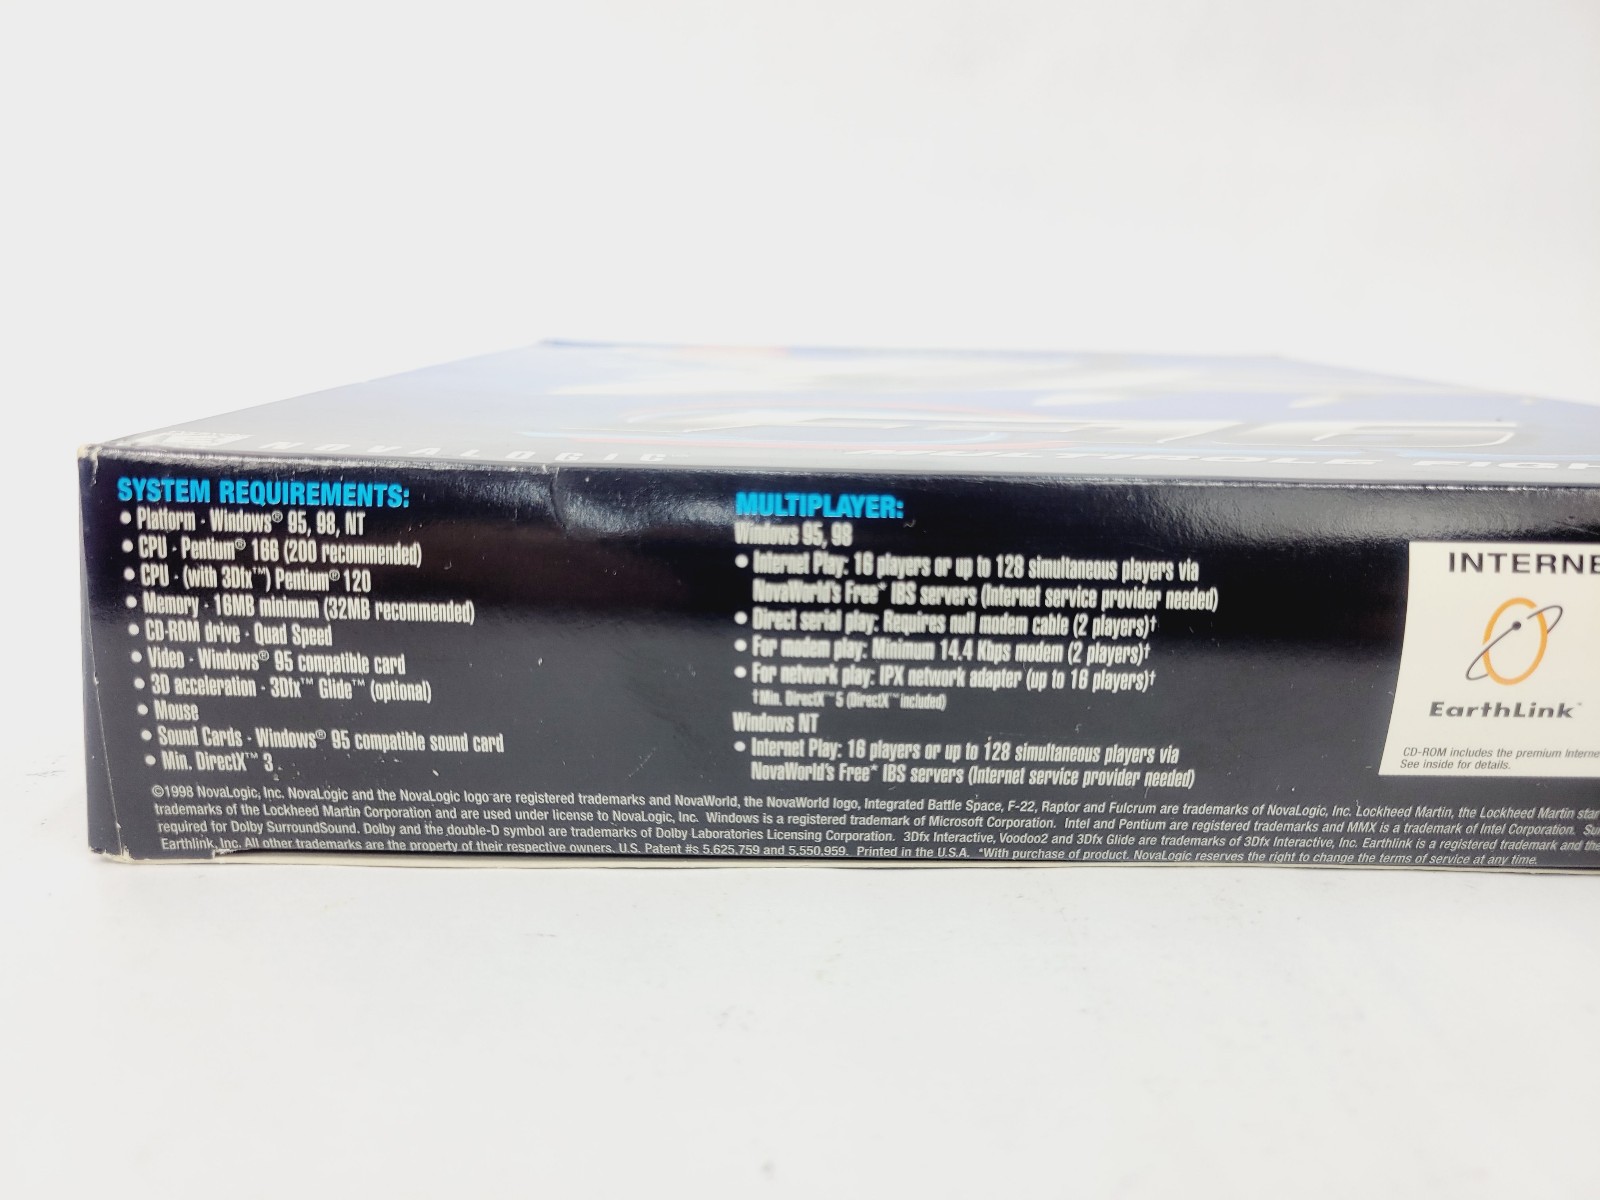 NOVALOGIC
F-16
MULTIROLE FIGH
SYSTEM REQUIREMENTS:
• Platform - Windows® 95, 98, NT
• CPU - Pentium® 166 (200 recommended)
• CPU - (with 3Dfx™) Pentium® 120
• Memory - 16MB minimum (32MB recommended)
• CD-ROM drive - Quad Speed
• Video - Windows® 95 compatible card
• 3D acceleration - 3Dfx™ Glide™ (optional)
• Mouse
• Sound Cards - Windows® 95 compatible sound card
• Min. DirectX™ 3
MULTIPLAYER:
Windows 95, 98
• Internet Play: 16 players or up to 128 simultaneous players via
NovaWorld's Free* IBS servers (Internet service provider needed)
• Direct serial play: Requires null modem cable (2 players)†
• For modem play: Minimum 14.4 Kbps modem (2 players)†
• For network play: IPX network adapter (up to 16 players)†
†Min. DirectX™ 5 (DirectX™ included)
Windows NT
• Internet Play: 16 players or up to 128 simultaneous players via
NovaWorld's Free* IBS servers (Internet service provider needed)
INTERNE
EarthLink™
CD-ROM includes the premium Interne
See inside for details.
©1998 NovaLogic, Inc. NovaLogic and the NovaLogic logo are registered trademarks and NovaWorld, the NovaWorld logo, Integrated Battle Space, F-22, Raptor and Fulcrum are trademarks of NovaLogic, Inc. Lockheed Martin, the Lockheed Martin star
trademarks of the Lockheed Martin Corporation and are used under license to NovaLogic, Inc. Windows is a registered trademark of Microsoft Corporation. Intel and Pentium are registered trademarks and MMX is a trademark of Intel Corporation. Su
required for Dolby SurroundSound. Dolby and the double-D symbol are trademarks of Dolby Laboratories Licensing Corporation. 3Dfx Interactive, Voodoo2 and 3Dfx Glide are trademarks of 3Dfx Interactive, Inc. Earthlink is a registered trademark and the
Earthlink, Inc. All other trademarks are the property of their respective owners. U.S. Patent #s 5,625,759 and 5,550,959. Printed in the U.S.A. *With purchase of product. NovaLogic reserves the right to change the terms of service at any time.